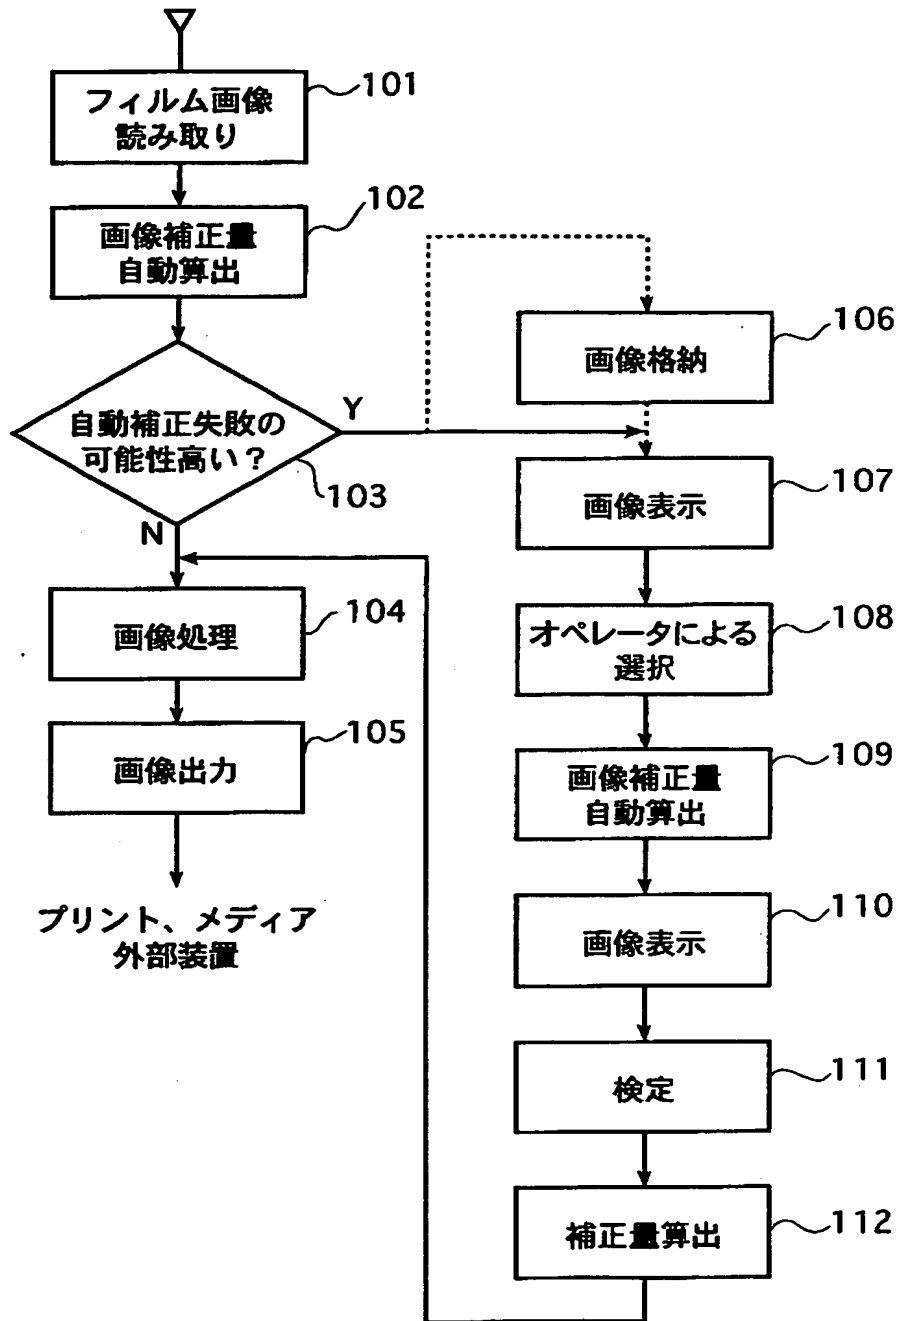 フィルム画像
読み取り
101
画像補正量
自動算出
102
自動補正失敗の
可能性高い?
103
Y
N
画像処理
104
画像出力
105
プリント、メディア
外部装置
画像格納
106
画像表示
107
オペレータによる
選択
108
画像補正量
自動算出
109
画像表示
110
検定
111
補正量算出
112